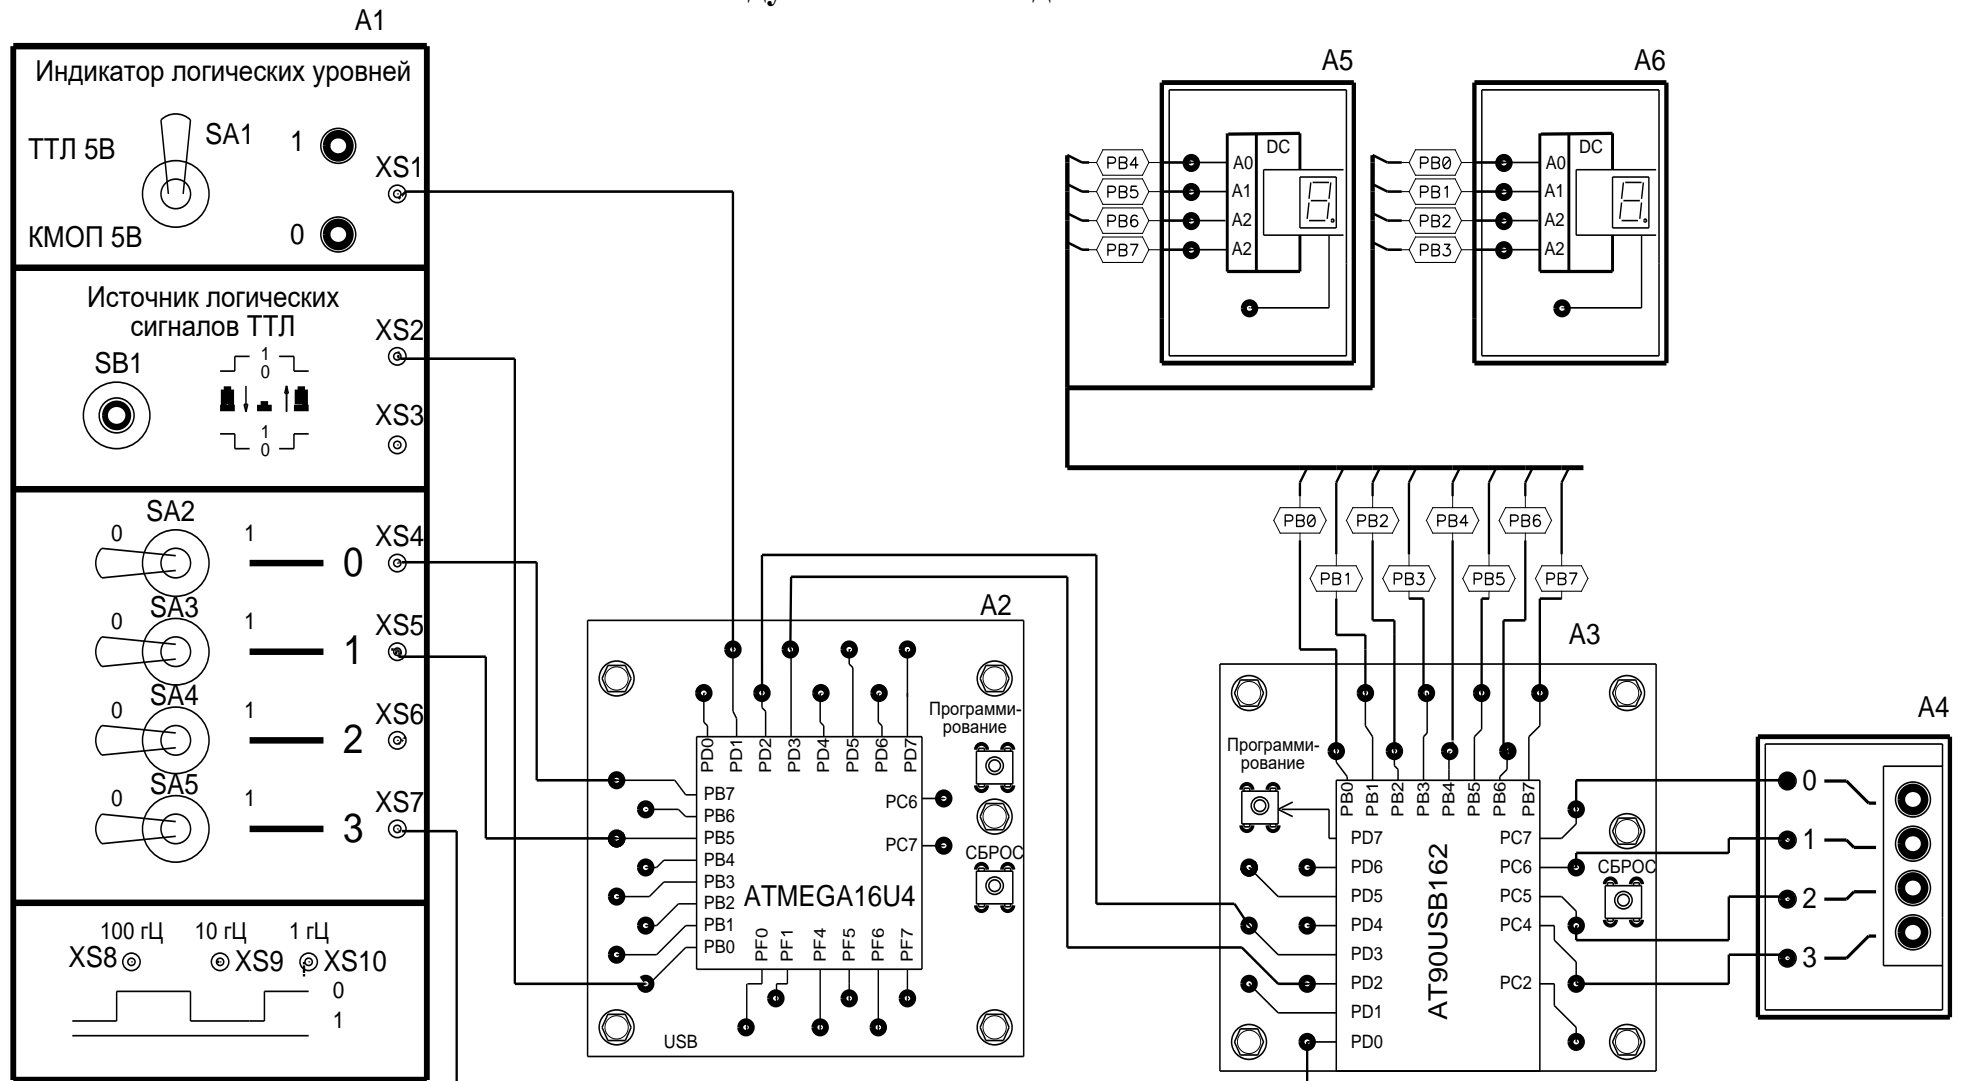 A1
Индикатор логических уровней
ТТЛ 5В
SA1
1
XS1
КМОП 5В
0
Источник логических
сигналов ТТЛ
XS2
SB1
1
0
XS3
1
0
SA2
0
1
0
XS4
SA3
0
1
1
XS5
SA4
0
1
2
XS6
SA5
0
1
3
XS7
100 гЦ
10 гЦ
1 гЦ
XS8
XS9
XS10
0
1
A2
PD0
PD1
PD2
PD3
PD4
PD5
PD6
PD7
Программи-
рование
PB7
PB6
PB5
PB4
PB3
PB2
PB1
PB0
PC6
PC7
СБРОС
ATMEGA16U4
PF0
PF1
PF4
PF5
PF6
PF7
USB
A5
PB4
PB5
PB6
PB7
A0
A1
A2
A2
DC
A6
PB0
PB1
PB2
PB3
A0
A1
A2
A2
DC
PB0
PB2
PB4
PB6
PB1
PB3
PB5
PB7
A3
Программи-
рование
PB0
PB1
PB2
PB3
PB4
PB5
PB6
PB7
PD7
PD6
PD5
PD4
PD3
PD2
PD1
PD0
AT90USB162
PC7
PC6
PC5
PC4
PC2
СБРОС
A4
0
1
2
3